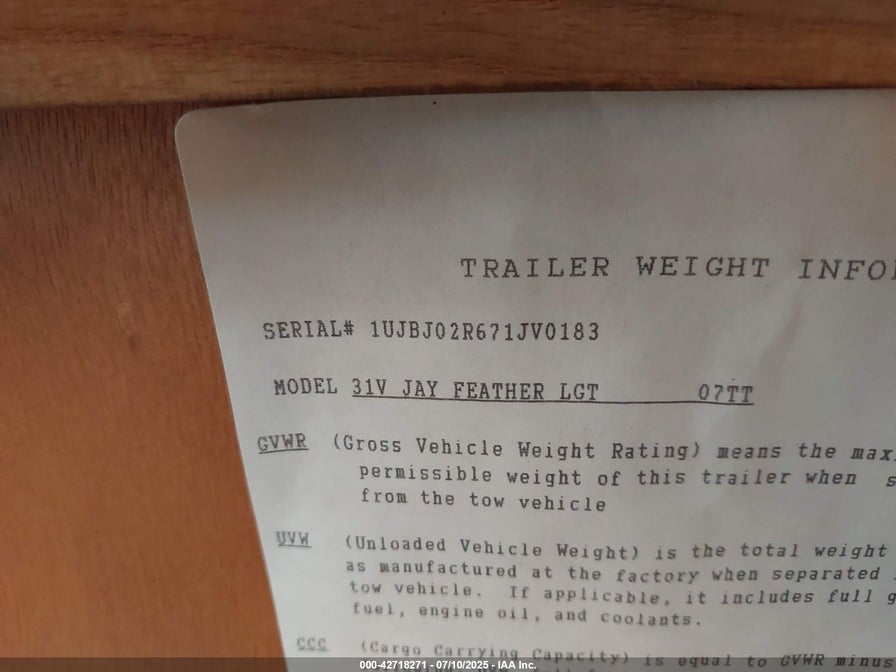 TRAILER WEIGHT
SERIAL# 1UJBJ02R671JV0183
MODEL 31V JAY FEATHER LGT 07TT
GVWR (Gross Vehicle Weight Rating) means the
permissible weight of this trailer when
from the tow vehicle
UVW (Unloaded Vehicle Weight) is the total weight
as manufactured at the factory when separated
tow vehicle. If applicable, it includes full
fuel, engine oil, and coolants.
CCC (Cargo Carrying Capacity) is equal to GVWR minus
000-42718271 - 07/10/2025 - IAA Inc.